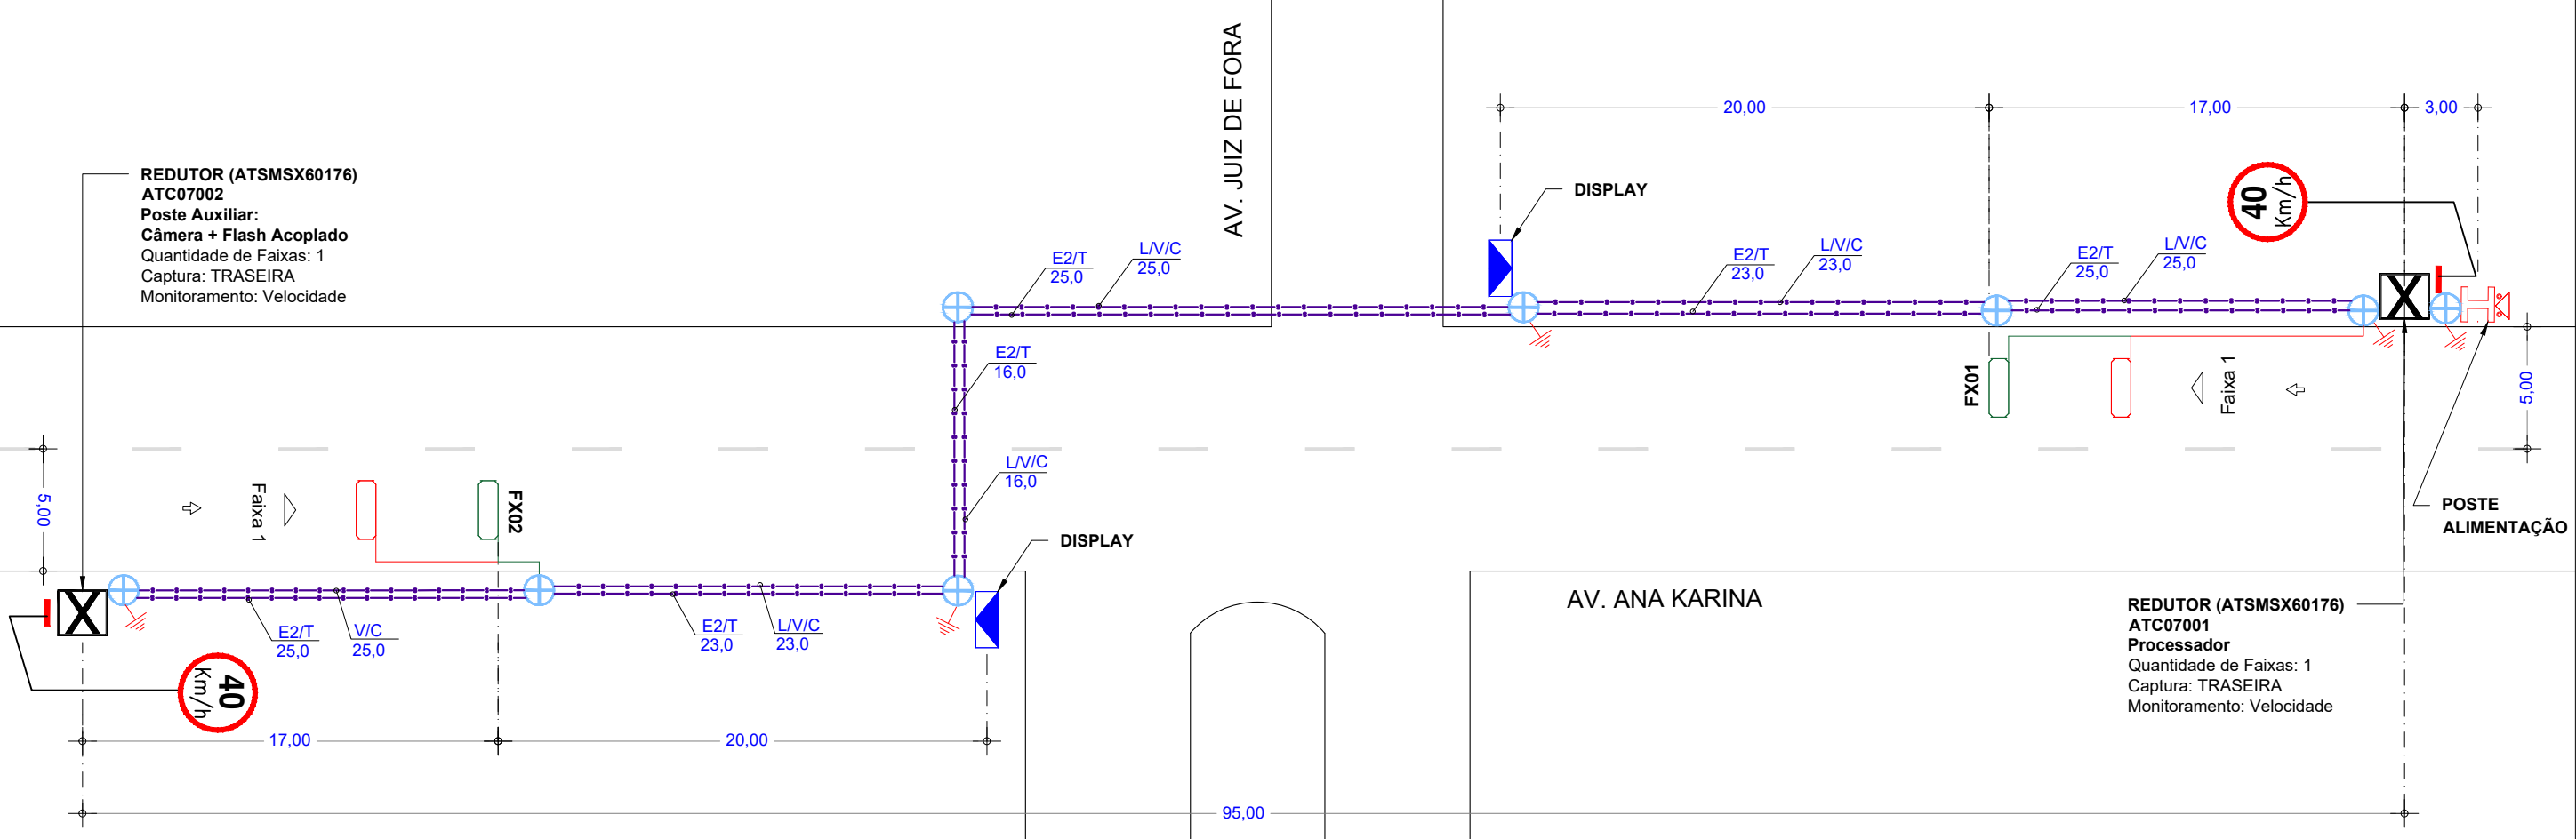 AV. JUIZ DE FORA
20,00
17,00
3,00
REDUTOR (ATSMSX60176)
ATC07002
Poste Auxiliar:
Câmera + Flash Acoplado
Quantidade de Faixas: 1
Captura: TRASEIRA
Monitoramento: Velocidade
DISPLAY
40
Km/h
E2/T
25,0
L/V/C
25,0
E2/T
23,0
L/V/C
23,0
E2/T
25,0
L/V/C
25,0
X
E2/T
16,0
FX01
Faixa 1
5,00
L/V/C
16,0
5,00
Faixa 1
FX02
DISPLAY
POSTE
ALIMENTAÇÃO
X
E2/T
25,0
V/C
25,0
E2/T
23,0
L/V/C
23,0
AV. ANA KARINA
REDUTOR (ATSMSX60176)
ATC07001
Processador
Quantidade de Faixas: 1
Captura: TRASEIRA
Monitoramento: Velocidade
40
Km/h
17,00
20,00
95,00